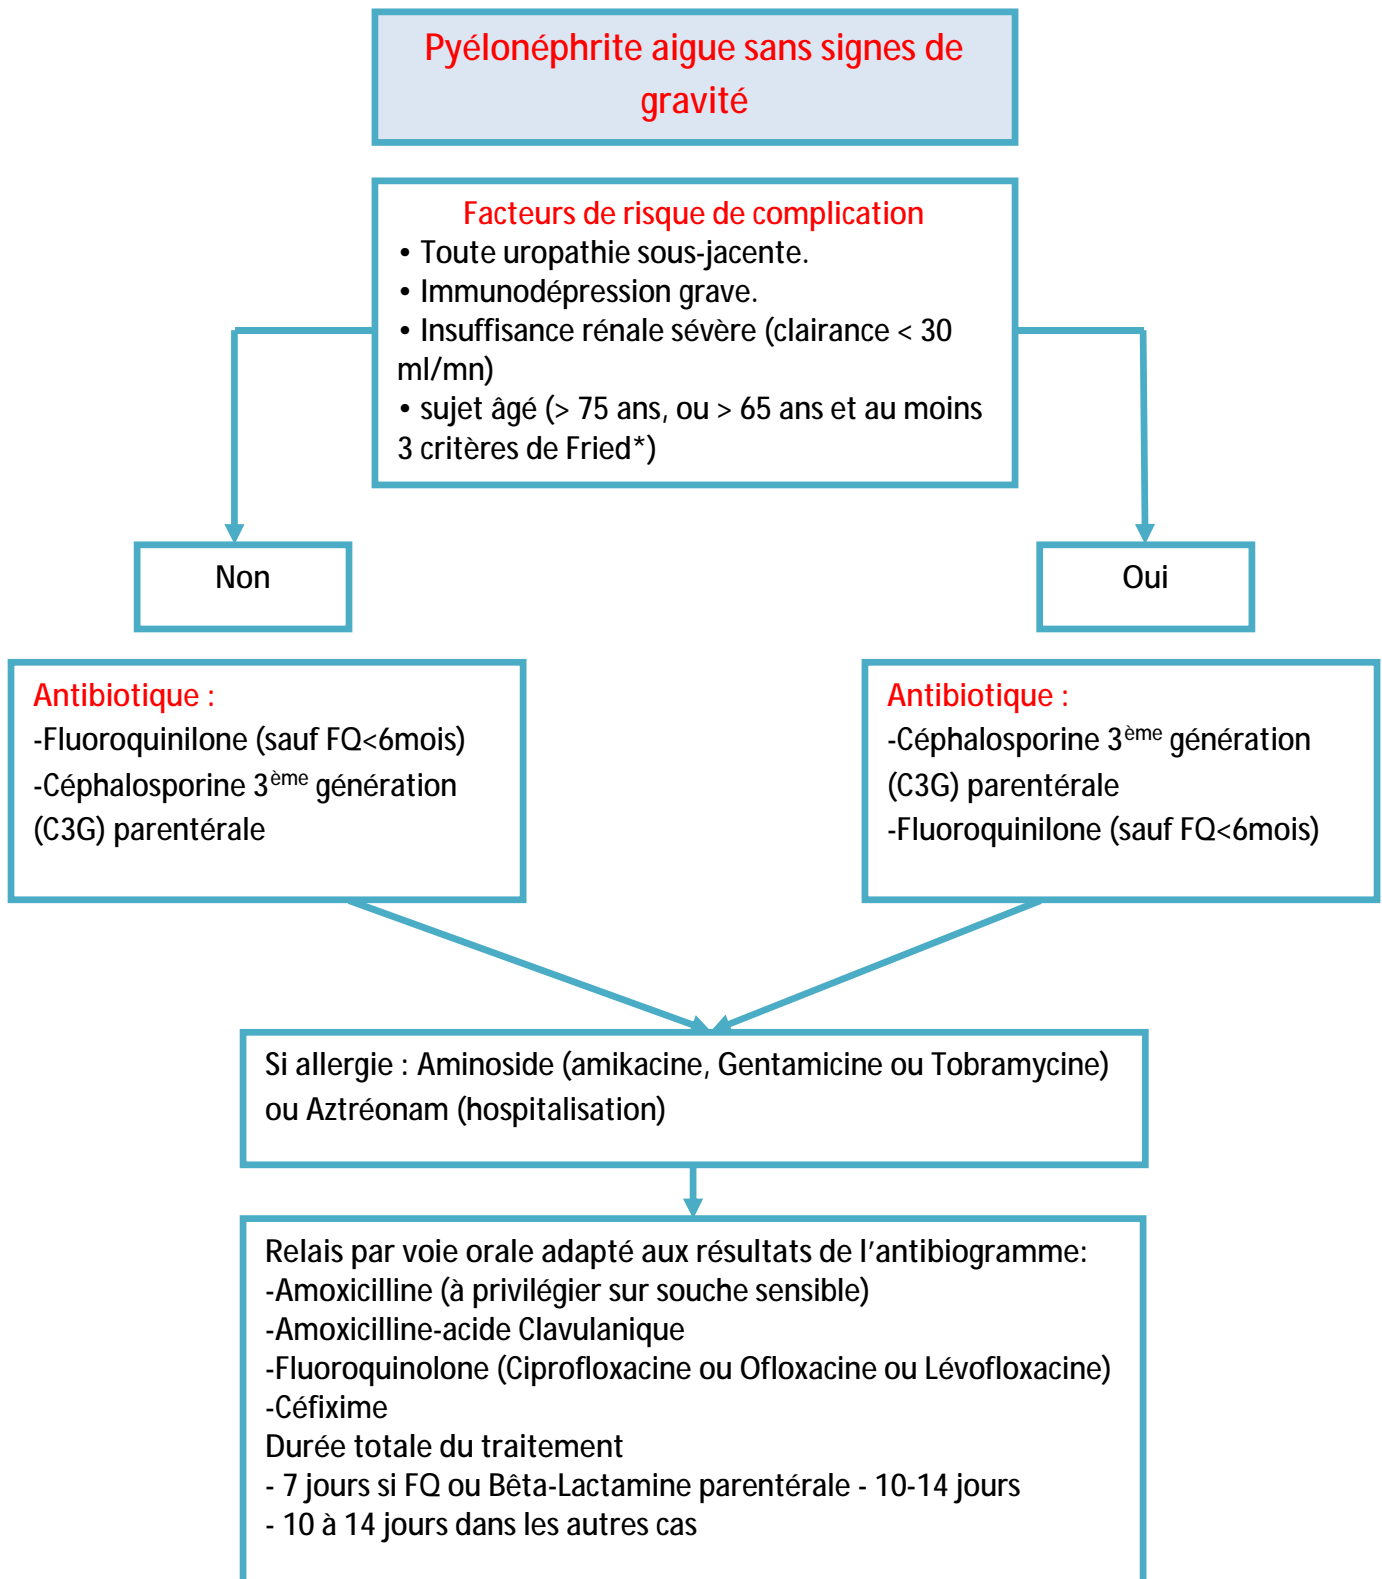 Pyélonéphrite aigue sans signes de
gravité
Facteurs de risque de complication
• Toute uropathie sous-jacente.
• Immunodépression grave.
• Insuffisance rénale sévère (clairance < 30
ml/mn)
• sujet âgé (> 75 ans, ou > 65 ans et au moins
3 critères de Fried*)
Non
Oui
Antibiotique :
-Fluoroquinilone (sauf FQ<6mois)
-Céphalosporine 3ème génération
(C3G) parentérale
Antibiotique :
-Céphalosporine 3ème génération
(C3G) parentérale
-Fluoroquinilone (sauf FQ<6mois)
Si allergie : Aminoside (amikacine, Gentamicine ou Tobramycine)
ou Aztréonam (hospitalisation)
Relais par voie orale adapté aux résultats de l’antibiogramme:
-Amoxicilline (à privilégier sur souche sensible)
-Amoxicilline-acide Clavulanique
-Fluoroquinolone (Ciprofloxacine ou Ofloxacine ou Lévofloxacine)
-Céfixime
Durée totale du traitement
- 7 jours si FQ ou Bêta-Lactamine parentérale - 10-14 jours
- 10 à 14 jours dans les autres cas